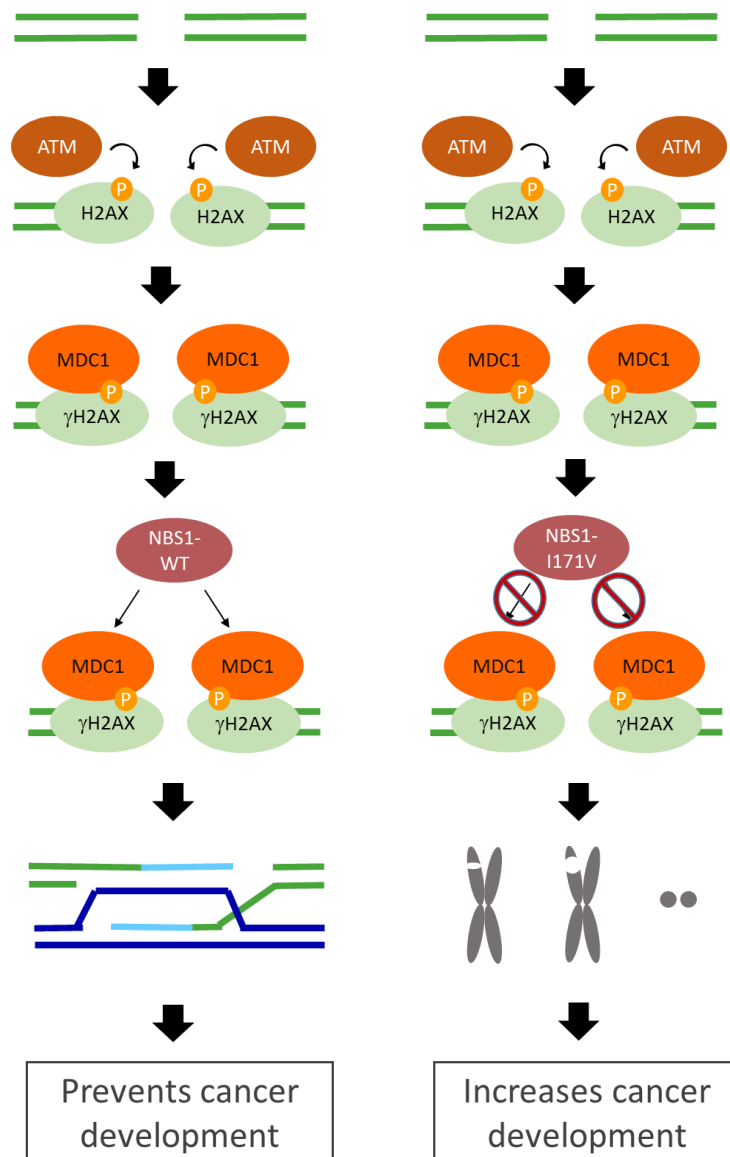 ATM
ATM
P
P
H2AX
H2AX
MDC1
MDC1
P
P
γH2AX
γH2AX
NBS1-
WT
MDC1
MDC1
P
P
γH2AX
γH2AX
Prevents cancer
development
ATM
ATM
P
P
H2AX
H2AX
MDC1
MDC1
P
P
γH2AX
γH2AX
NBS1-
I171V
MDC1
MDC1
P
P
γH2AX
γH2AX
Increases cancer
development